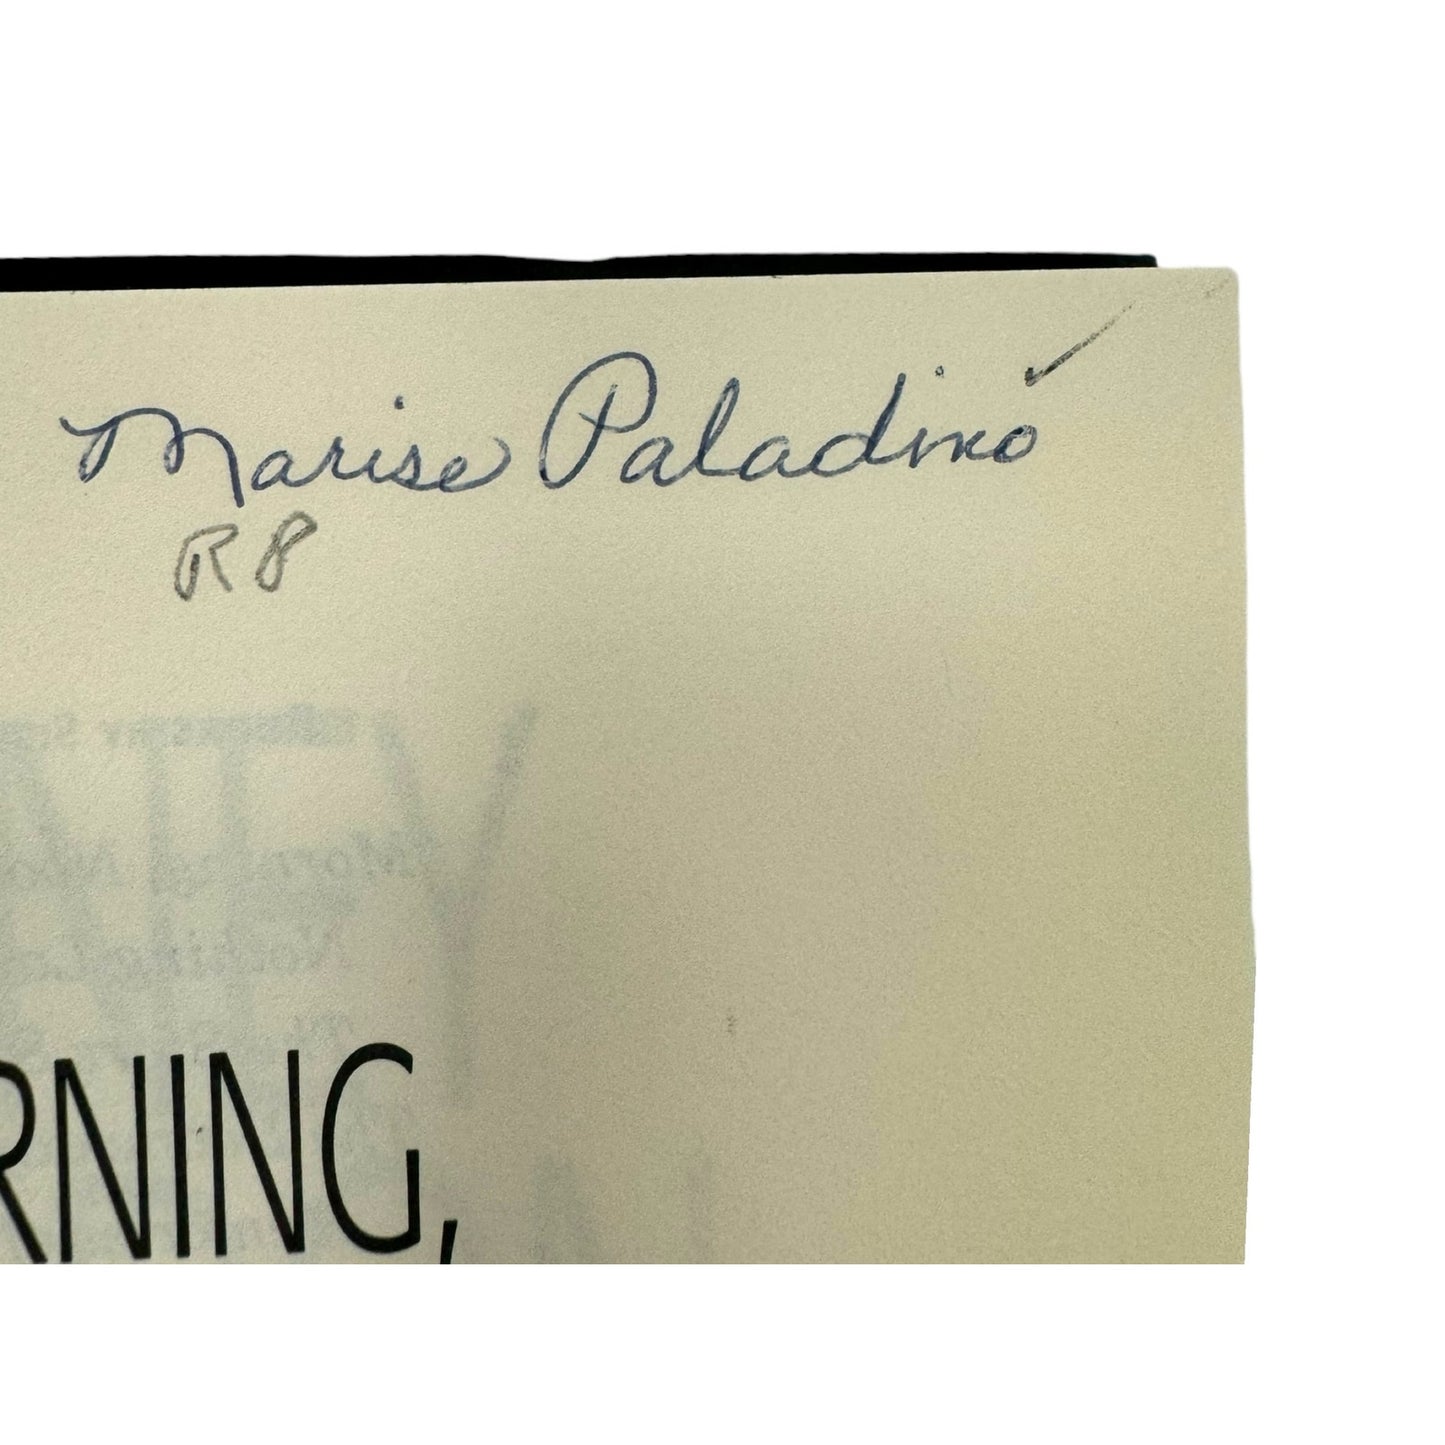 Marise Paladino
R8
RNING,